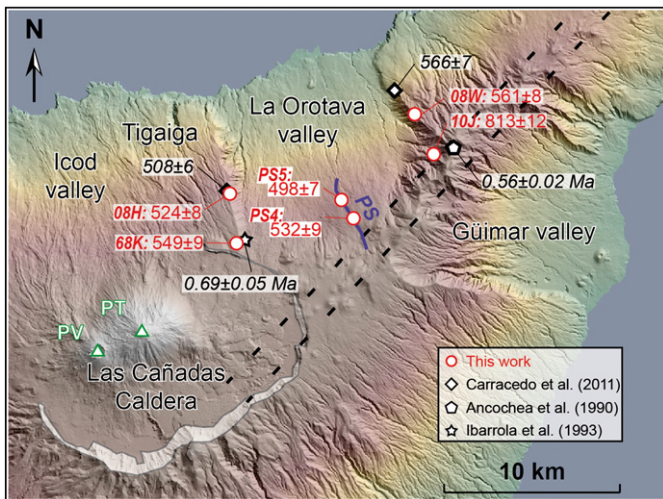 N
566±7
La Orotava
valley
08W: 561±8
10J: 813±12
Tigaiga
Icod
valley
508±6
PS5:
498±7
PS
0.56±0.02 Ma
08H: 524±8
PS4:
532±9
Güimar valley
68K: 549±9
0.69±0.05 Ma
PT
PV
Las Cañadas
Caldera
This work
Carracedo et al. (2011)
Ancochea et al. (1990)
Ibarrola et al. (1993)
10 km